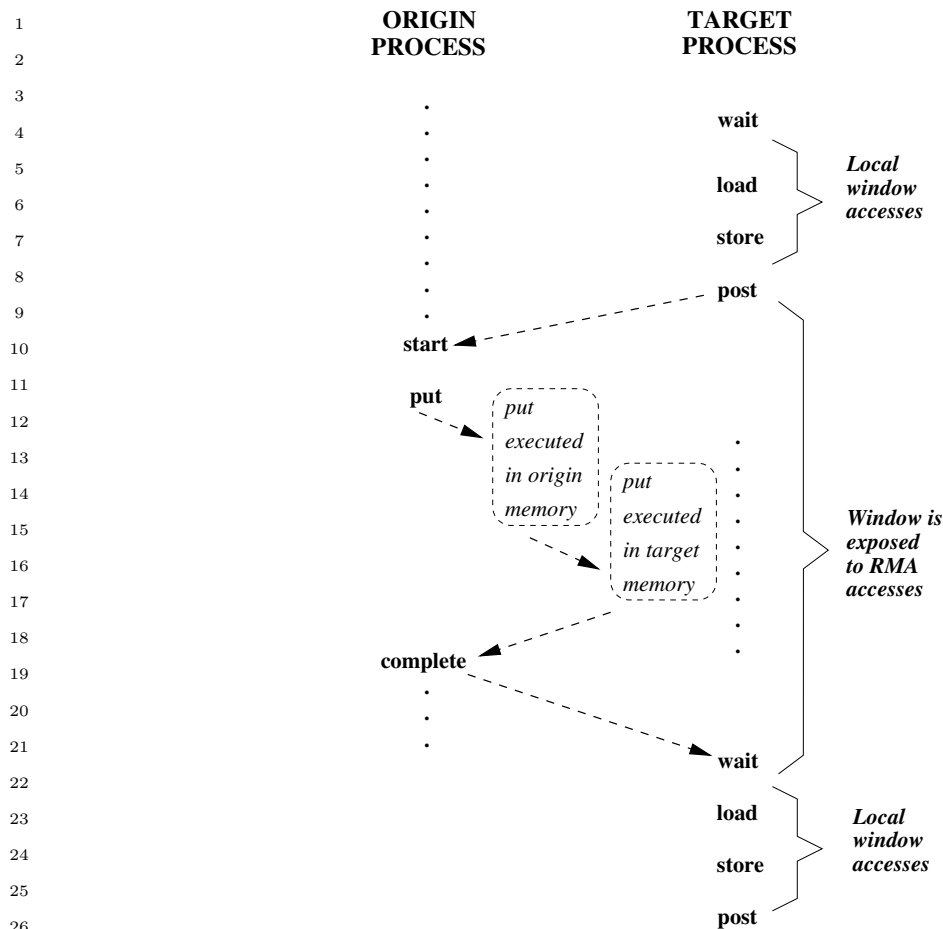 1
ORIGIN
PROCESS
TARGET
PROCESS
2
3
wait
4
5
Local
window
accesses
load
6
7
store
8
post
9
10
start
11
put
put
executed
in origin
memory
12
13
put
executed
in target
memory
14
15
Window is
exposed
to RMA
accesses
16
17
18
complete
19
20
21
wait
22
23
load
Local
window
accesses
24
store
25
post
26